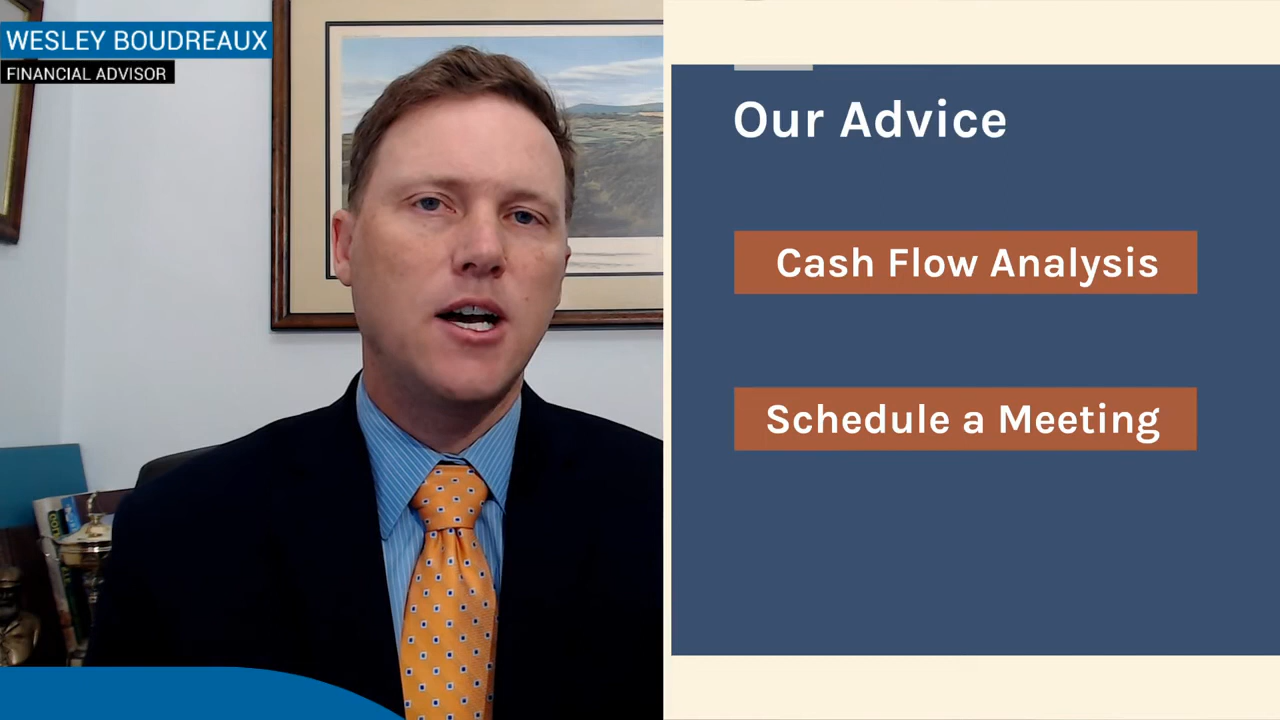 WESLEY BOUDREAUX
FINANCIAL ADVISOR
Our Advice
Cash Flow Analysis
Schedule a Meeting